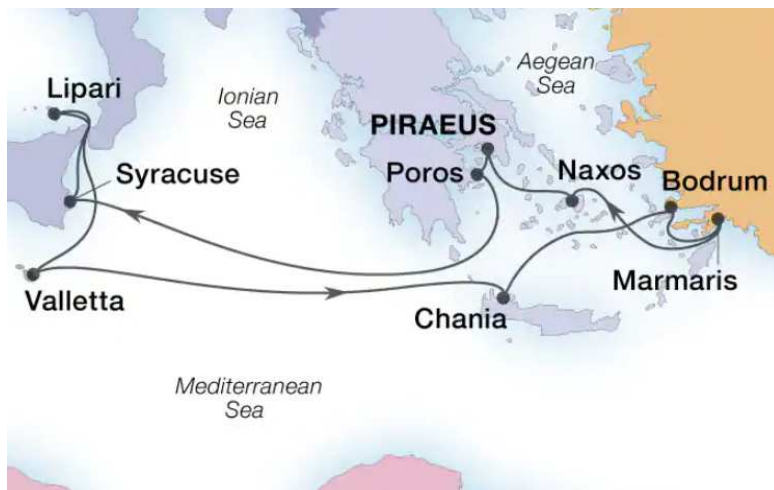 Lipari
Ionian
Sea
Aegean
Sea
PIRAEUS
Syracuse
Poros
Naxos
Bodrum
Valletta
Chania
Marmaris
Mediterranean
Sea